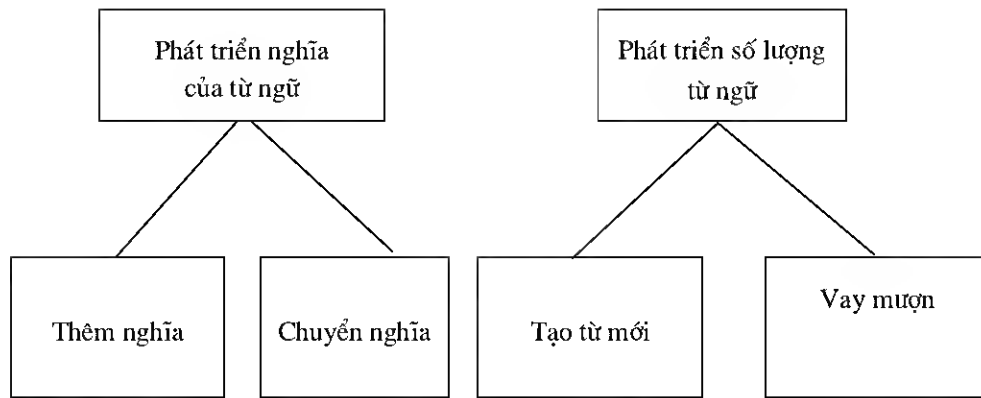 Phát triển nghĩa
của từ ngữ
Phát triển số lượng
từ ngữ
Thêm nghĩa
Chuyển nghĩa
Tạo từ mới
Vay mượn